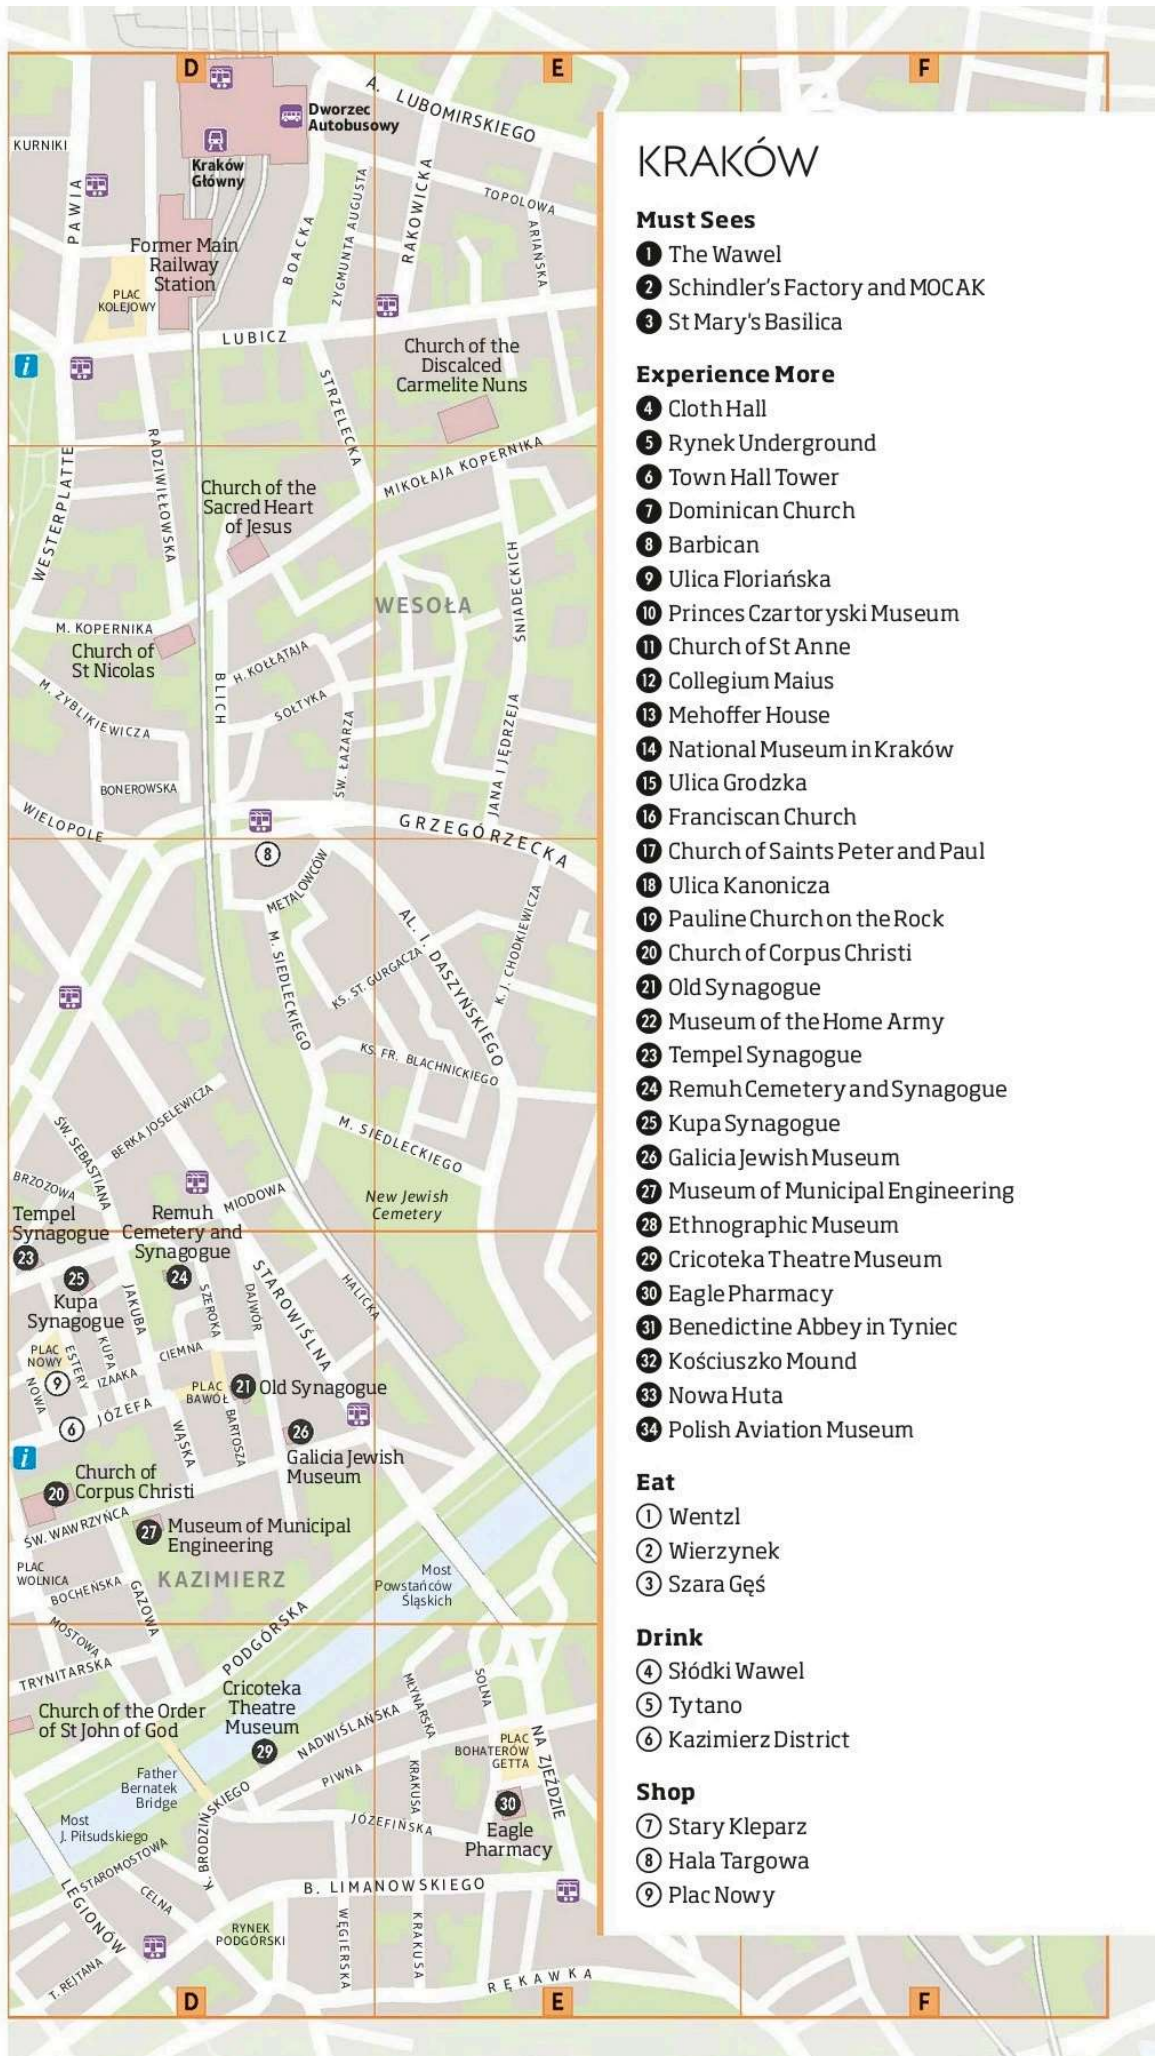 D
E
F
A. LUBOMIRSKIEGO
Dworzec
Autobusowy
KURNIKI
Kraków
Główny
PAWIA
TOPOLOWA
RAKOWICKA
ZYGMUNTA AUGUSTA
ARIAŃSKA
BOACKA
Former Main
Railway
Station
PLAC
KOLEJOWY
LUBICZ
i
Church of the
Discalced
Carmelite Nuns
STRZELECKA
RADZIWIŁŁOWSKA
MIKOŁAJA KOPERNIKA
WESTERPLATTE
Church of the
Sacred Heart
of Jesus
ŚNIADECKICH
WESOŁA
M. KOPERNIKA
Church of
St Nicolas
H. KOŁŁĄTAJA
BLICH
M. ZYBLIKIEWICZA
SOŁTYKA
ŚW. ŁAZARZA
JANA I JĘDRZEJA
BONEROWSKA
WIELOPOLE
GRZEGÓRZECKA
8
METALOWCÓW
AL. I. DASZYŃSKIEGO
K. J. CHODKIEWICZA
M. SIEDLECKIEGO
KS. ST. GURGACZA
KS. FR. BLACHNICKIEGO
BERKA JOSELEWICZA
ŚW. SEBASTIANA
M. SIEDLECKIEGO
BRZOZOWA
MIODOWA
New Jewish
Cemetery
Tempel
Synagogue
23
Remuh
Cemetery and
Synagogue
24
25
Kupa
Synagogue
JAKUBA
SZEROKA
DAJWÓR
STAROWIŚLNA
HALICKA
PLAC
NOWY
ESTERY
KUPA
IZAAKA
CIEMNA
9
NOWA
PLAC
BAWÓŁ
21 Old Synagogue
6
JÓZEFA
WĄSKA
BARTOSZA
26
Galicia Jewish
Museum
i
Church of
Corpus Christi
20
ŚW. WAWRZYŃCA
27 Museum of Municipal
Engineering
PLAC
WOLNICA
BOCHEŃSKA
GAZOWA
KAZIMIERZ
Most
Powstańców
Śląskich
MOSTOWA
PODGÓRSKA
TRYNITARSKA
Church of the Order
of St John of God
Cricoteka
Theatre
Museum
29
NADWIŚLAŃSKA
MŁYNARSKA
SOLNA
PLAC
BOHATERÓW
GETTA
NA ZJEŹDZIE
Father
Bernatek
Bridge
PIWNA
KRAKUSA
30
Eagle
Pharmacy
Most
J. Piłsudskiego
K. BRODZIŃSKIEGO
JÓZEFIŃSKA
STAROMOSTOWA
CELNA
LEGIONÓW
B. LIMANOWSKIEGO
RYNEK
PODGÓRSKI
WĘGIERSKA
KRAKUSA
T. REJTANA
RĘKAWKA
D
E
F
KRAKÓW
Must Sees
1 The Wawel
2 Schindler's Factory and MOCAK
3 St Mary's Basilica
Experience More
4 Cloth Hall
5 Rynek Underground
6 Town Hall Tower
7 Dominican Church
8 Barbican
9 Ulica Floriańska
10 Princes Czartoryski Museum
11 Church of St Anne
12 Collegium Maius
13 Mehoffer House
14 National Museum in Kraków
15 Ulica Grodzka
16 Franciscan Church
17 Church of Saints Peter and Paul
18 Ulica Kanonicza
19 Pauline Church on the Rock
20 Church of Corpus Christi
21 Old Synagogue
22 Museum of the Home Army
23 Tempel Synagogue
24 Remuh Cemetery and Synagogue
25 Kupa Synagogue
26 Galicia Jewish Museum
27 Museum of Municipal Engineering
28 Ethnographic Museum
29 Cricoteka Theatre Museum
30 Eagle Pharmacy
31 Benedictine Abbey in Tyniec
32 Kościuszko Mound
33 Nowa Huta
34 Polish Aviation Museum
Eat
1 Wentzl
2 Wierzynek
3 Szara Gęś
Drink
4 Słódki Wawel
5 Tytano
6 Kazimierz District
Shop
7 Stary Kleparz
8 Hala Targowa
9 Plac Nowy